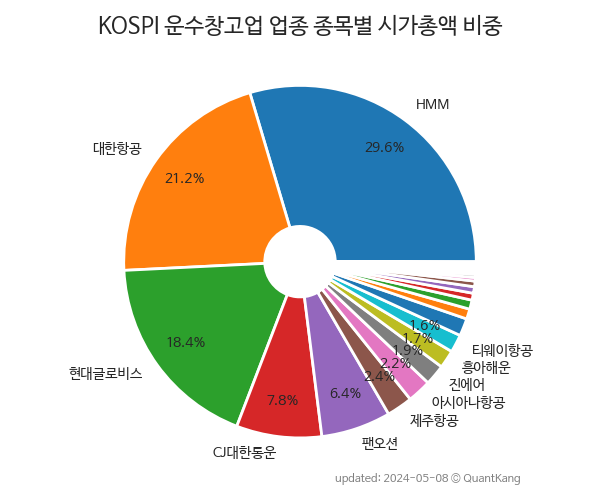 KOSPI 운수창고업 업종 종목별 시가총액 비중
HMM
29.6%
대한항공
21.2%
현대글로비스
18.4%
CJ대한통운
7.8%
팬오션
6.4%
제주항공
2.4%
아시아나항공
2.2%
진에어
1.9%
흥아해운
1.7%
티웨이항공
1.6%
updated: 2024-05-08 © QuantKang